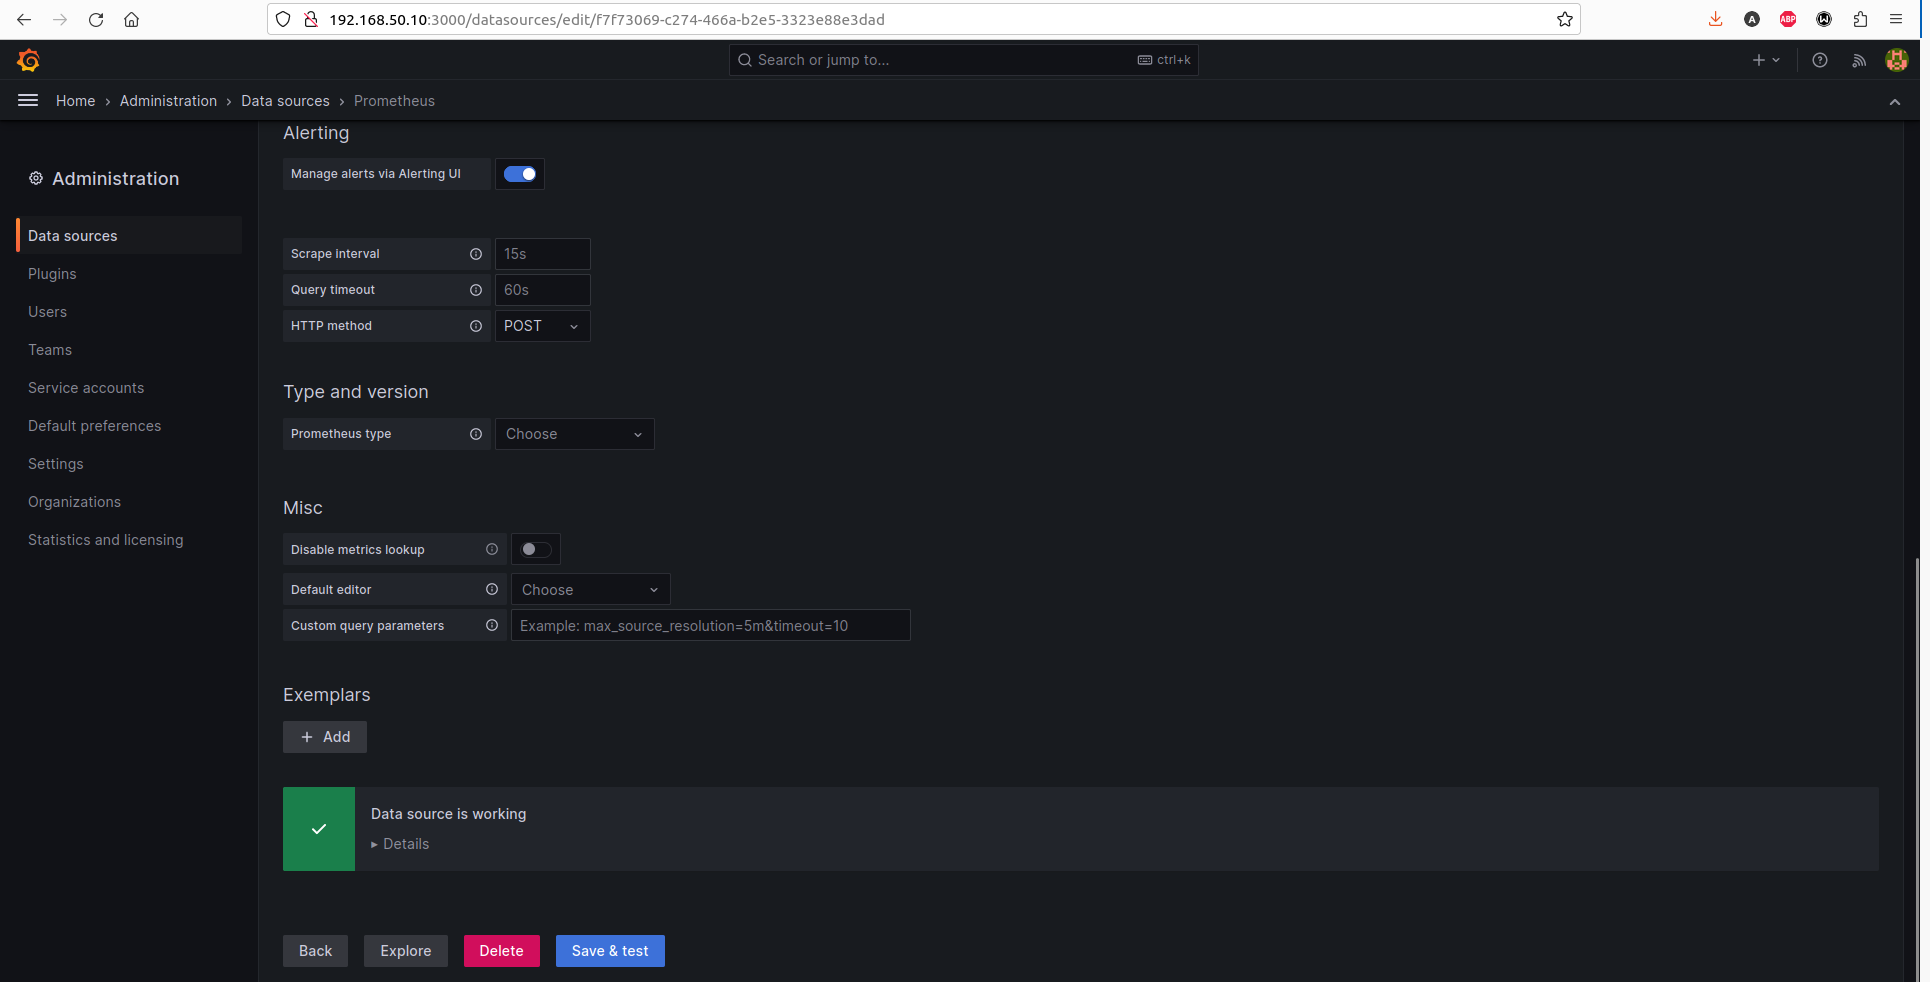 192.168.50.10:3000/datasources/edit/f7f73069-c274-466a-b2e5-3323e88e3dad
A
ABP
Search or jump to...
ctrl+k
Home › Administration › Data sources › Prometheus
Administration
Data sources
Plugins
Users
Teams
Service accounts
Default preferences
Settings
Organizations
Statistics and licensing
Alerting
Manage alerts via Alerting UI
Scrape interval 15s
Query timeout 60s
HTTP method POST
Type and version
Prometheus type Choose
Misc
Disable metrics lookup
Default editor Choose
Custom query parameters Example: max_source_resolution=5m&timeout=10
Exemplars
+ Add
Data source is working
▸ Details
Back Explore Delete Save & test